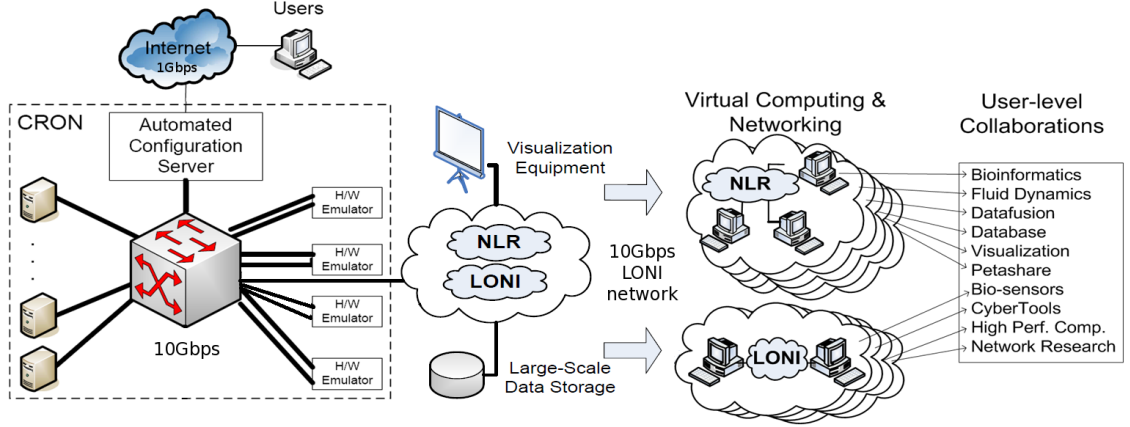 Users
Internet
1Gbps
CRON
Automated
Configuration
Server
H/W
Emulator
H/W
Emulator
H/W
Emulator
H/W
Emulator
10Gbps
Visualization
Equipment
NLR
LONI
Large-Scale
Data Storage
10Gbps
LONI
network
Virtual Computing &
Networking
NLR
LONI
User-level
Collaborations
Bioinformatics
Fluid Dynamics
Datafusion
Database
Visualization
Petashare
Bio-sensors
CyberTools
High Perf. Comp.
Network Research